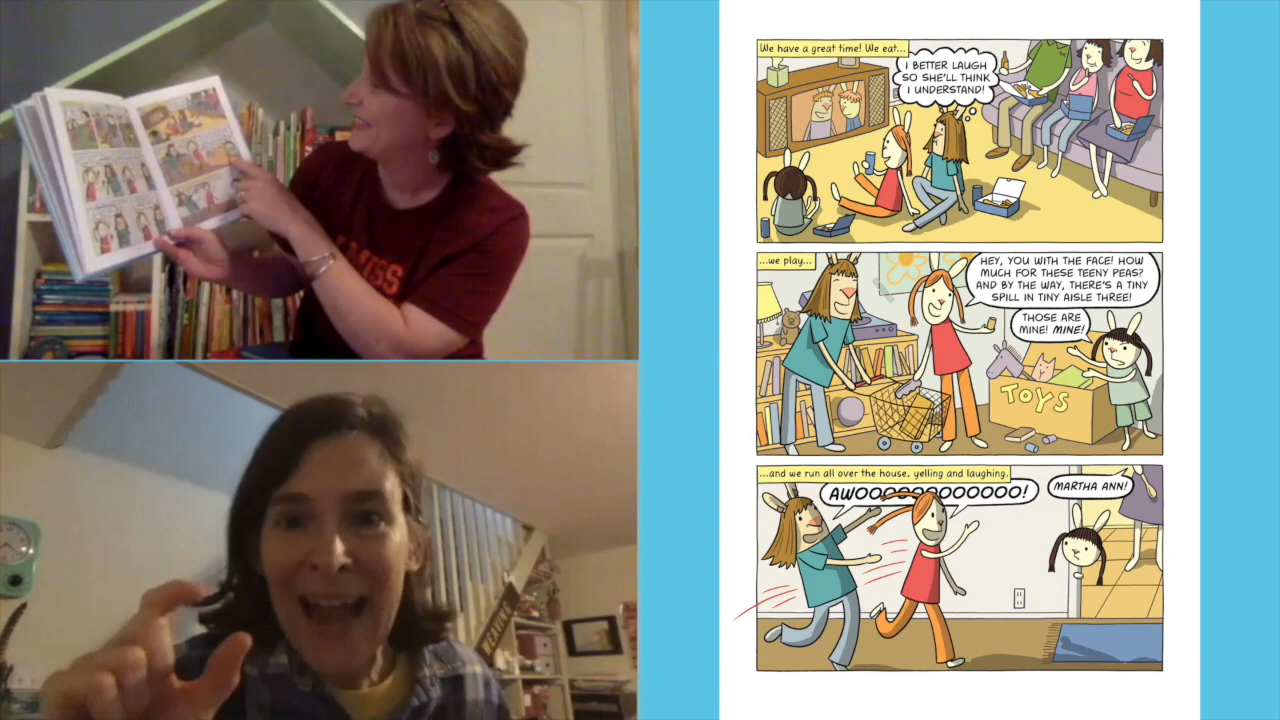 We have a great time! We eat...
I BETTER LAUGH
SO SHE'LL THINK
I UNDERSTAND!
...we play...
HEY, YOU WITH THE FACE! HOW
MUCH FOR THESE TEENY PEAS?
AND BY THE WAY, THERE'S A TINY
SPILL IN TINY AISLE THREE!
THOSE ARE
MINE! MINE!
TOYS
...and we run all over the house, yelling and laughing.
AWOOOOOOOOOOOO!
MARTHA ANN!
BEAVER